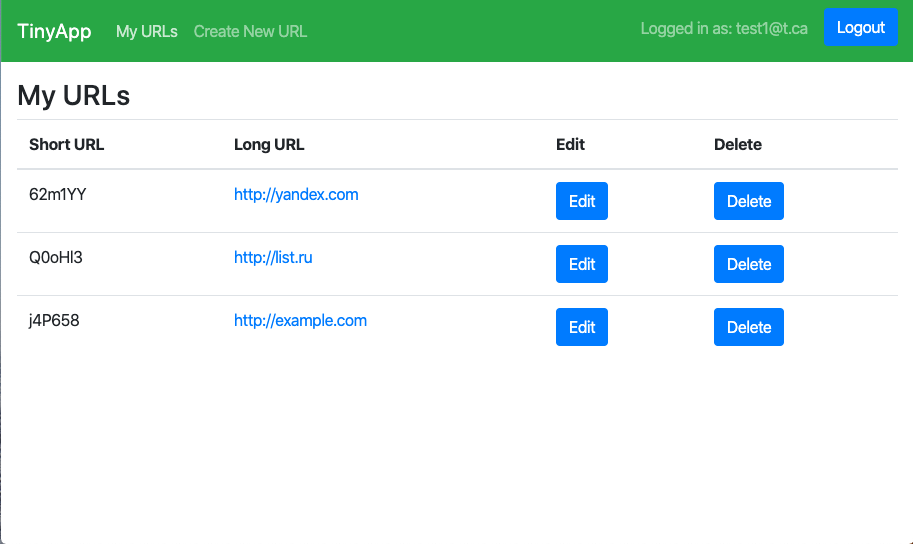 TinyApp My URLs Create New URL Logged in as: test1@t.ca Logout
My URLs
Short URL Long URL Edit Delete
62m1YY http://yandex.com Edit Delete
Q0oHl3 http://list.ru Edit Delete
j4P658 http://example.com Edit Delete